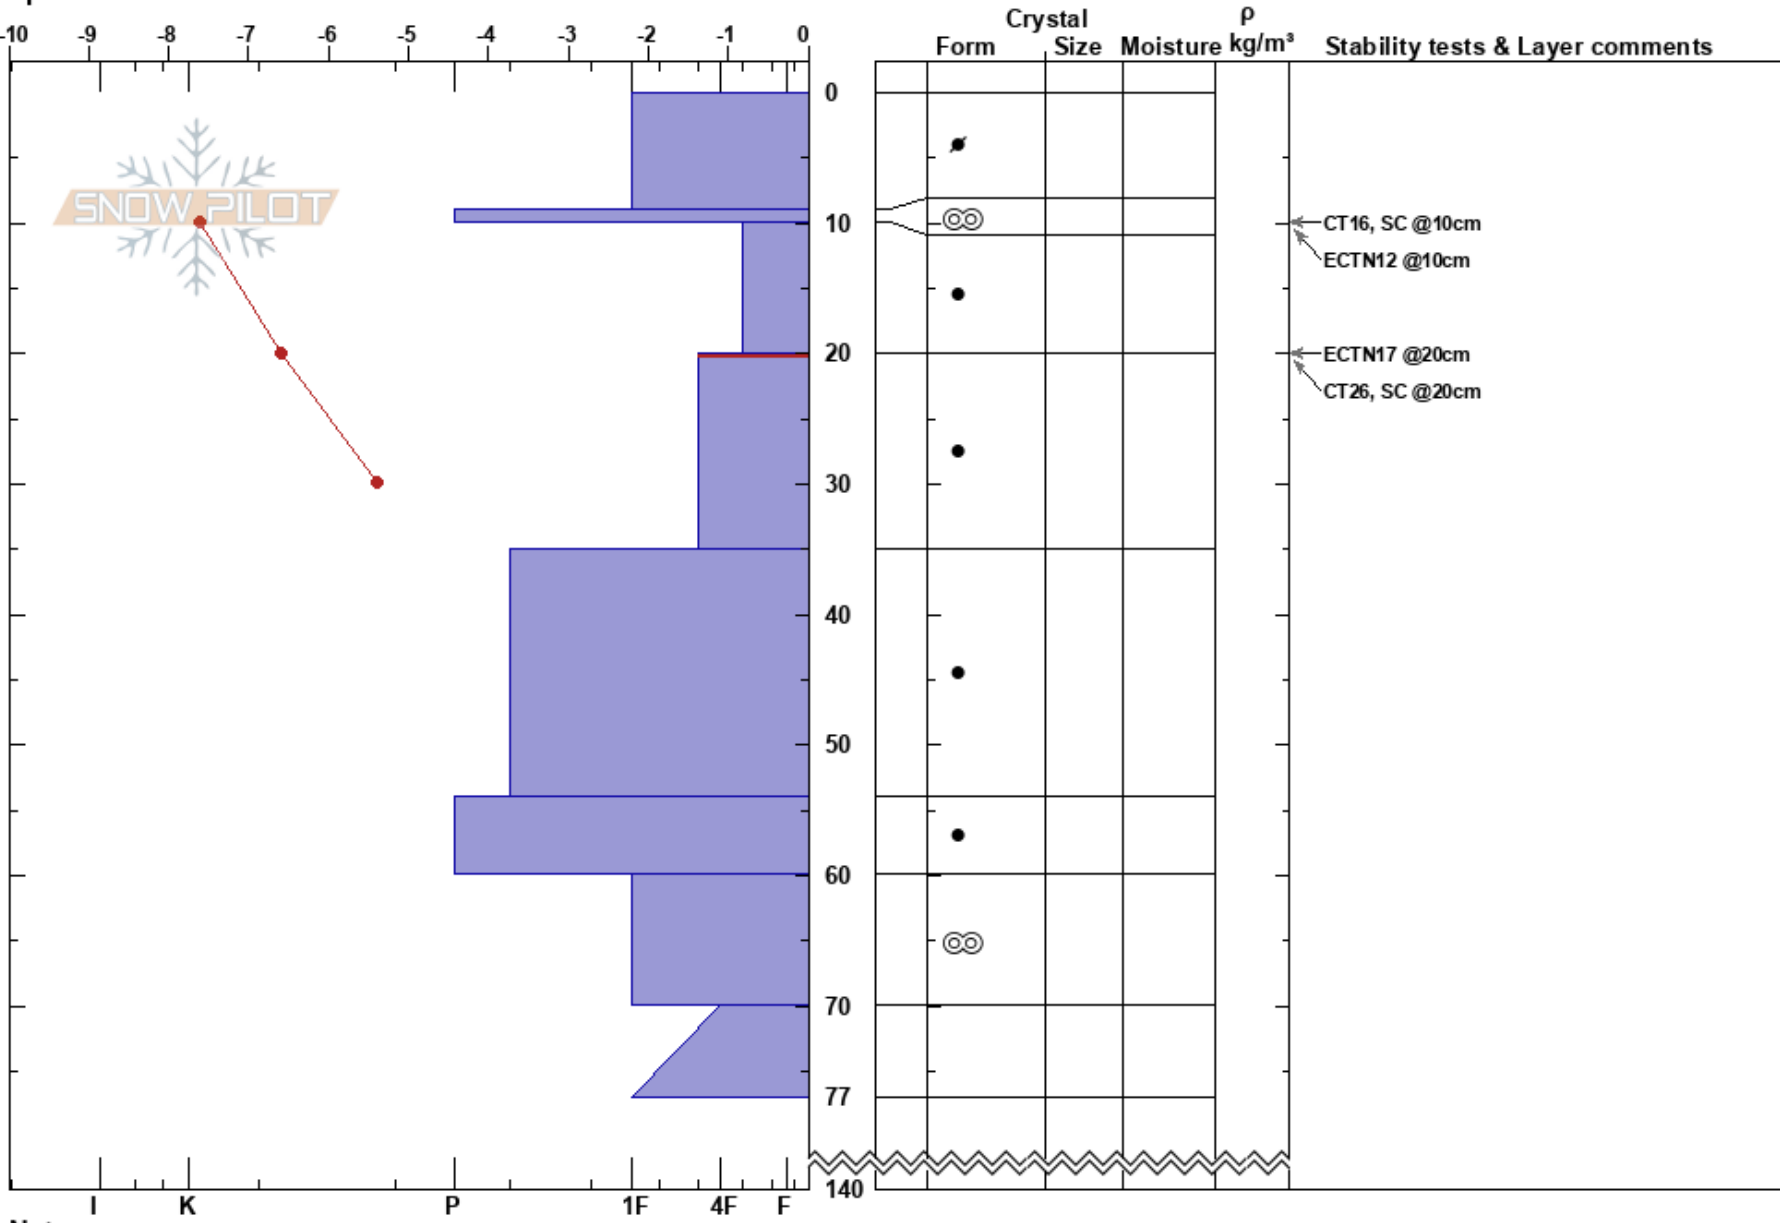 Crystal
ρ
-10 -9 -8 -7 -6 -5 -4 -3 -2 -1 0
Form Size Moisture kg/m³ Stability tests & Layer comments
0
SNOW PILOT
10
CT16, SC @10cm
ECTN12 @10cm
20
ECTN17 @20cm
CT26, SC @20cm
30
40
50
60
70
77
140
I K P 1F 4F F